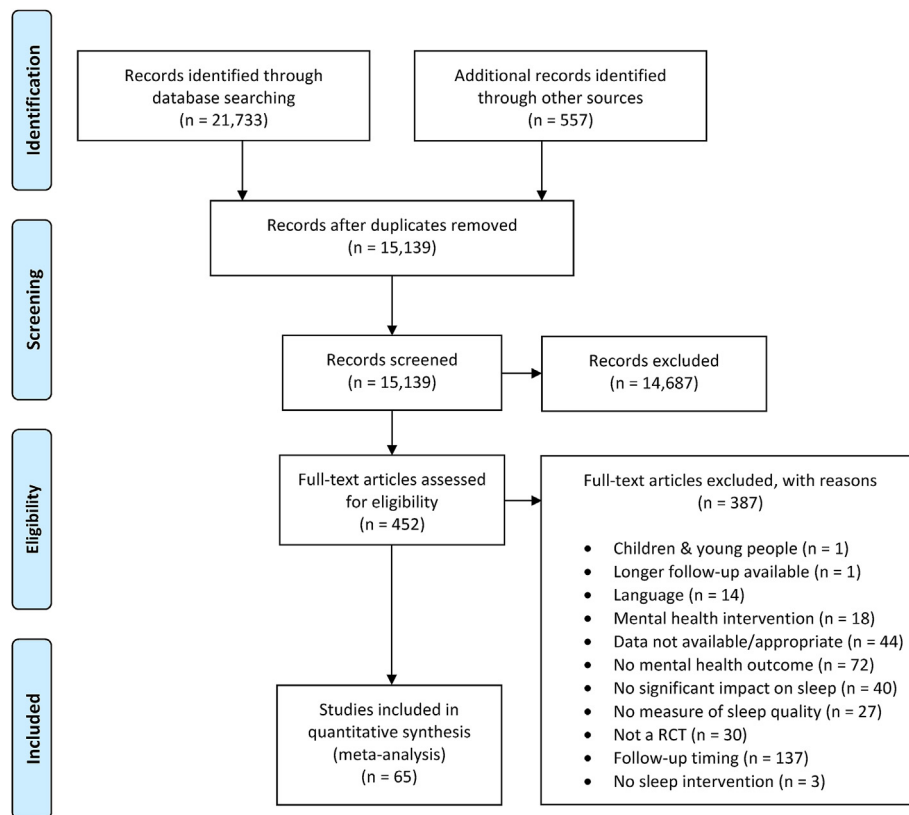 Identification
Records identified through
database searching
(n = 21,733)
Additional records identified
through other sources
(n = 557)
Screening
Records after duplicates removed
(n = 15,139)
Records screened
(n = 15,139)
Records excluded
(n = 14,687)
Eligibility
Full-text articles assessed
for eligibility
(n = 452)
Full-text articles excluded, with reasons
(n = 387)
• Children & young people (n = 1)
• Longer follow-up available (n = 1)
• Language (n = 14)
• Mental health intervention (n = 18)
• Data not available/appropriate (n = 44)
• No mental health outcome (n = 72)
• No significant impact on sleep (n = 40)
• No measure of sleep quality (n = 27)
• Not a RCT (n = 30)
• Follow-up timing (n = 137)
• No sleep intervention (n = 3)
Included
Studies included in
quantitative synthesis
(meta-analysis)
(n = 65)